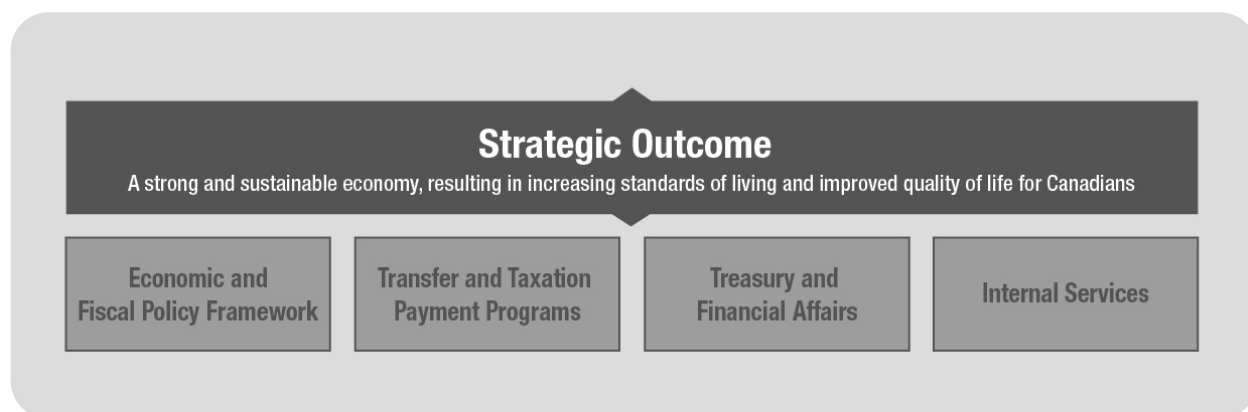 Strategic Outcome
A strong and sustainable economy, resulting in increasing standards of living and improved quality of life for Canadians
Economic and
Fiscal Policy Framework
Transfer and Taxation
Payment Programs
Treasury and
Financial Affairs
Internal Services